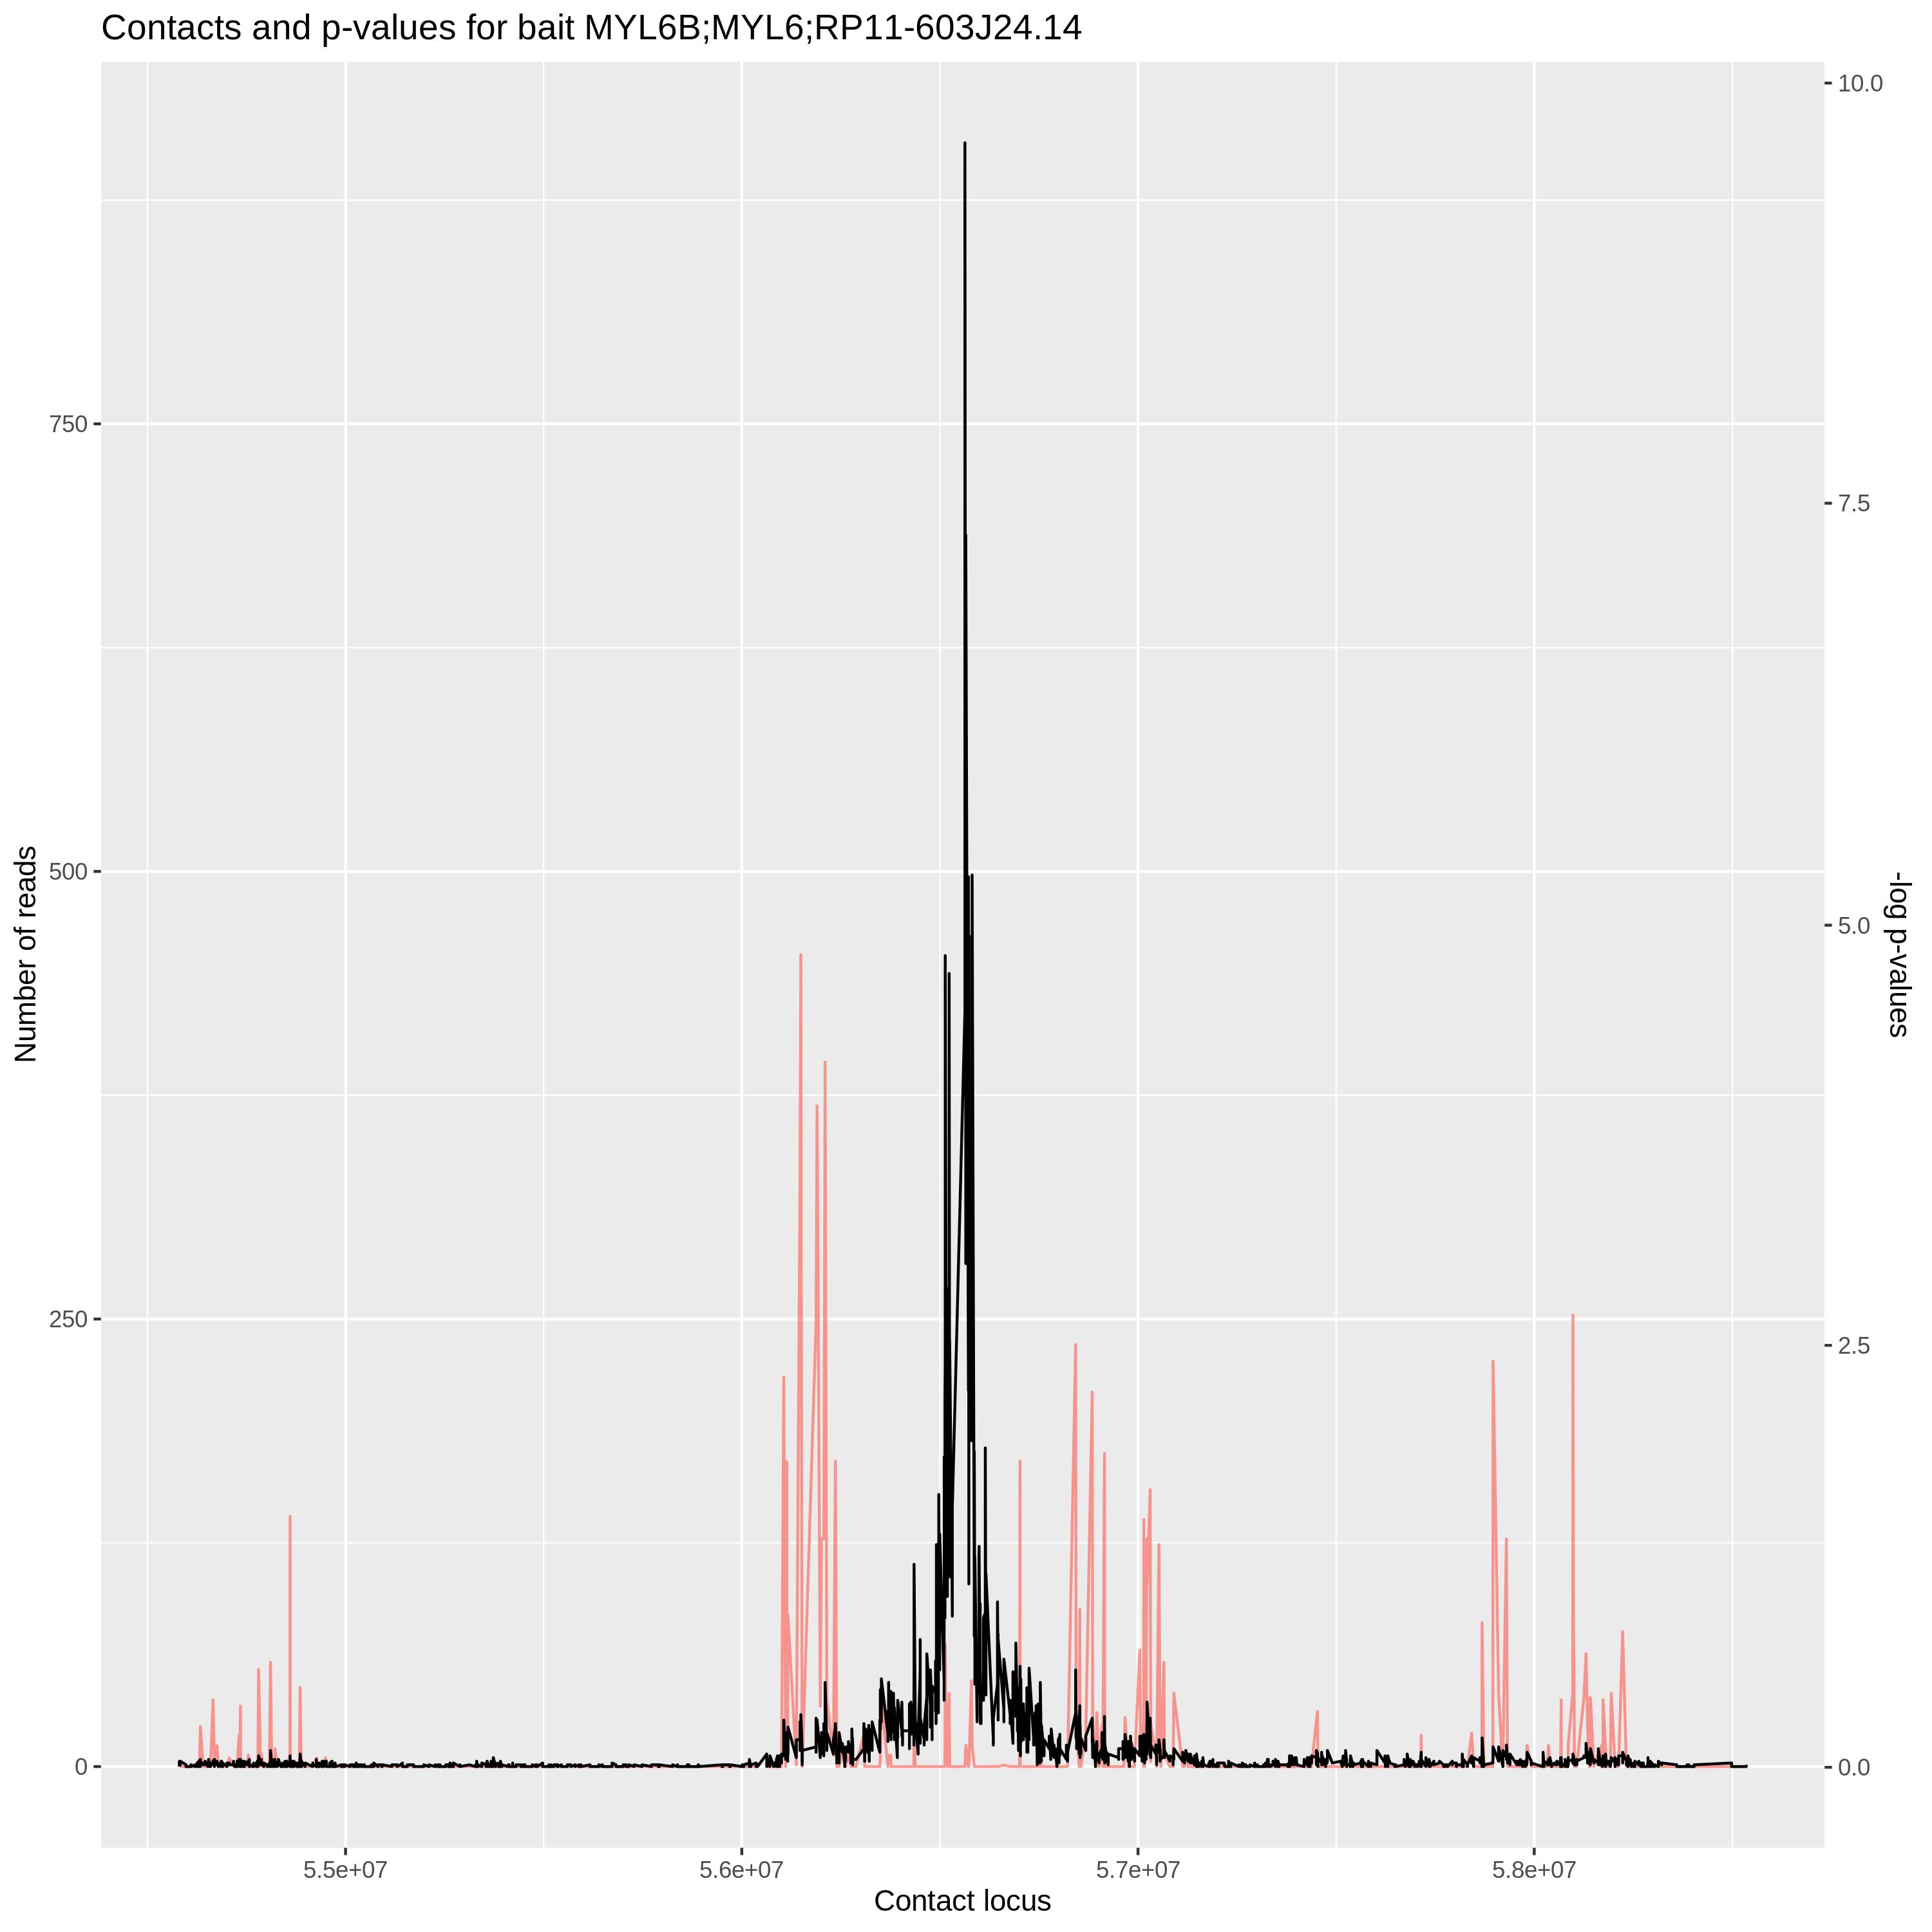 Contacts and p-values for bait MYL6B;MYL6;RP11-603J24.14
10.0
750
7.5
Number of reads
500
-log p-values
5.0
250
2.5
0
0.0
5.5e+07
5.6e+07
5.7e+07
5.8e+07
Contact locus